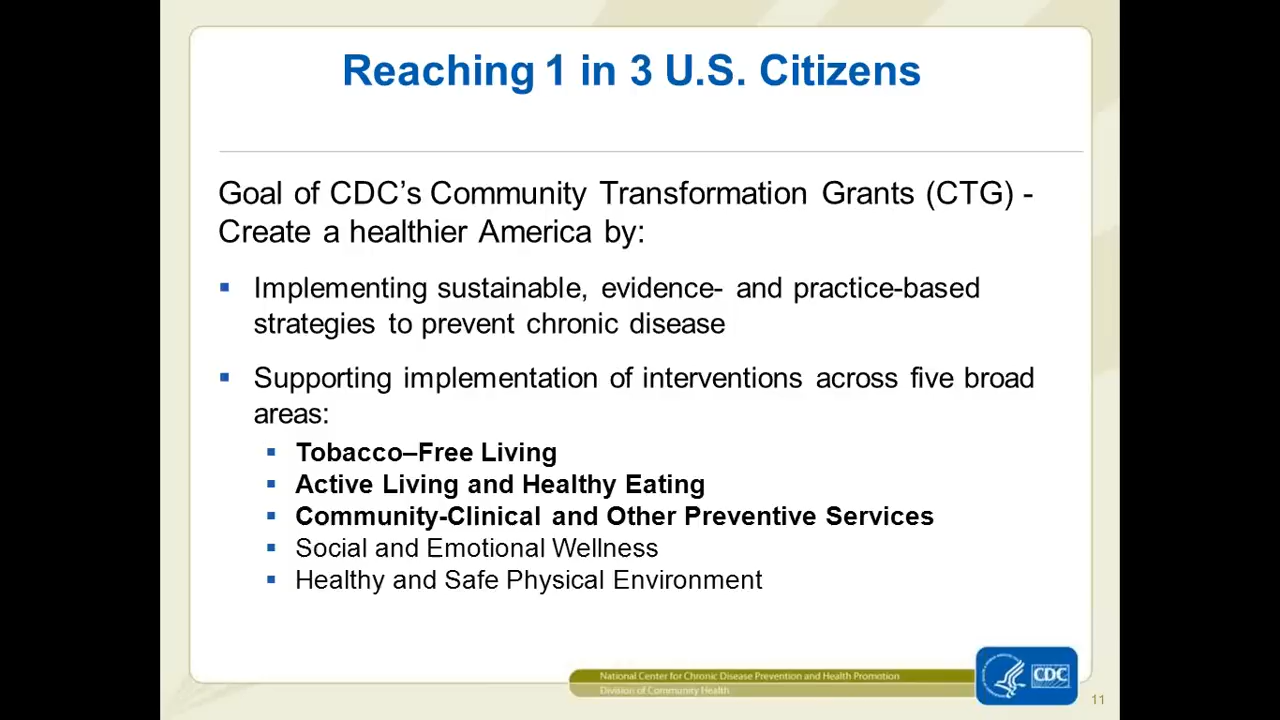 Reaching 1 in 3 U.S. Citizens
Goal of CDC’s Community Transformation Grants (CTG) -
Create a healthier America by:
▪ Implementing sustainable, evidence- and practice-based
strategies to prevent chronic disease
▪ Supporting implementation of interventions across five broad
areas:
▪ Tobacco–Free Living
▪ Active Living and Healthy Eating
▪ Community-Clinical and Other Preventive Services
▪ Social and Emotional Wellness
▪ Healthy and Safe Physical Environment
National Center for Chronic Disease Prevention and Health Promotion
Division of Community Health
CDC
11